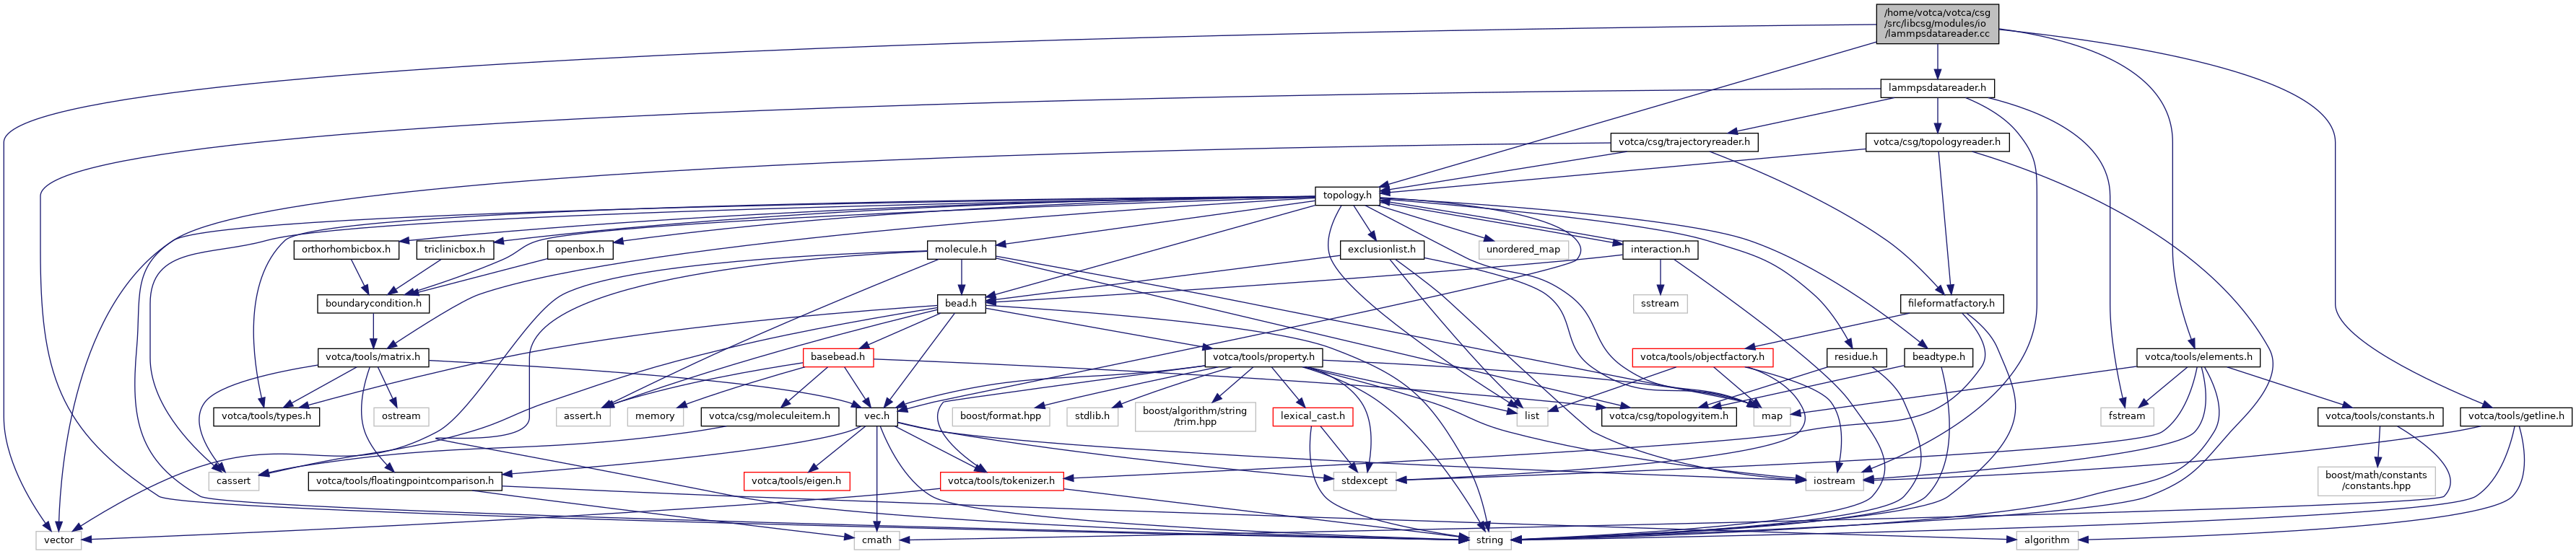 /home/votca/votca/csg
/src/libcsg/modules/io
/lammpsdatareader.cc
lammpsdatareader.h
votca/csg/trajectoryreader.h
votca/csg/topologyreader.h
topology.h
orthorhombicbox.h
triclinicbox.h
openbox.h
molecule.h
exclusionlist.h
unordered_map
interaction.h
boundarycondition.h
bead.h
sstream
fileformatfactory.h
votca/tools/matrix.h
basebead.h
votca/tools/property.h
votca/tools/objectfactory.h
residue.h
beadtype.h
votca/tools/elements.h
votca/tools/types.h
ostream
assert.h
memory
votca/csg/moleculeitem.h
vec.h
boost/format.hpp
stdlib.h
boost/algorithm/string
/trim.hpp
lexical_cast.h
list
votca/csg/topologyitem.h
map
fstream
votca/tools/constants.h
votca/tools/getline.h
cassert
votca/tools/floatingpointcomparison.h
votca/tools/eigen.h
votca/tools/tokenizer.h
stdexcept
iostream
boost/math/constants
/constants.hpp
vector
cmath
string
algorithm